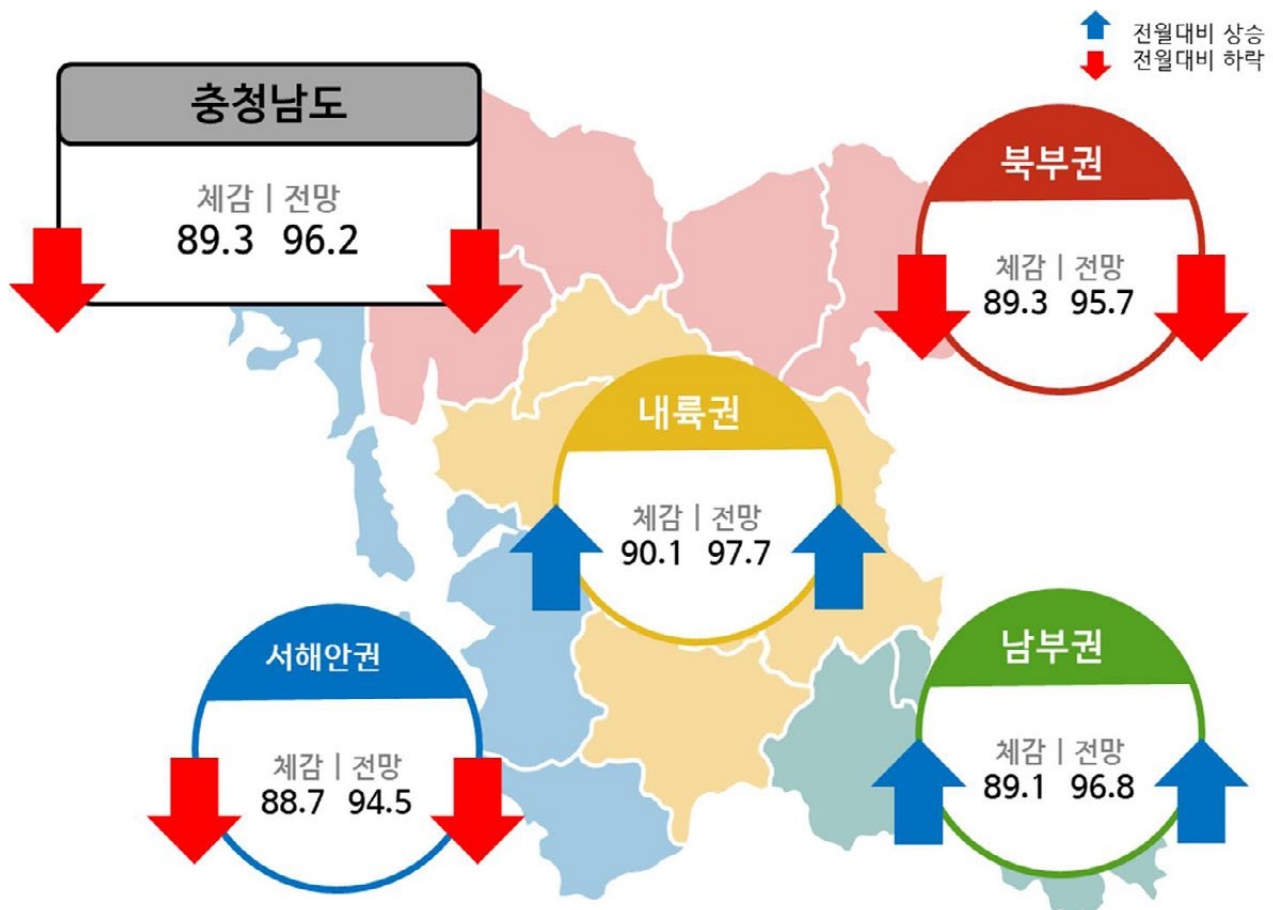 전월대비 상승
전월대비 하락
충청남도
체감 | 전망
89.3 96.2
북부권
체감 | 전망
89.3 95.7
내륙권
체감 | 전망
90.1 97.7
서해안권
체감 | 전망
88.7 94.5
남부권
체감 | 전망
89.1 96.8